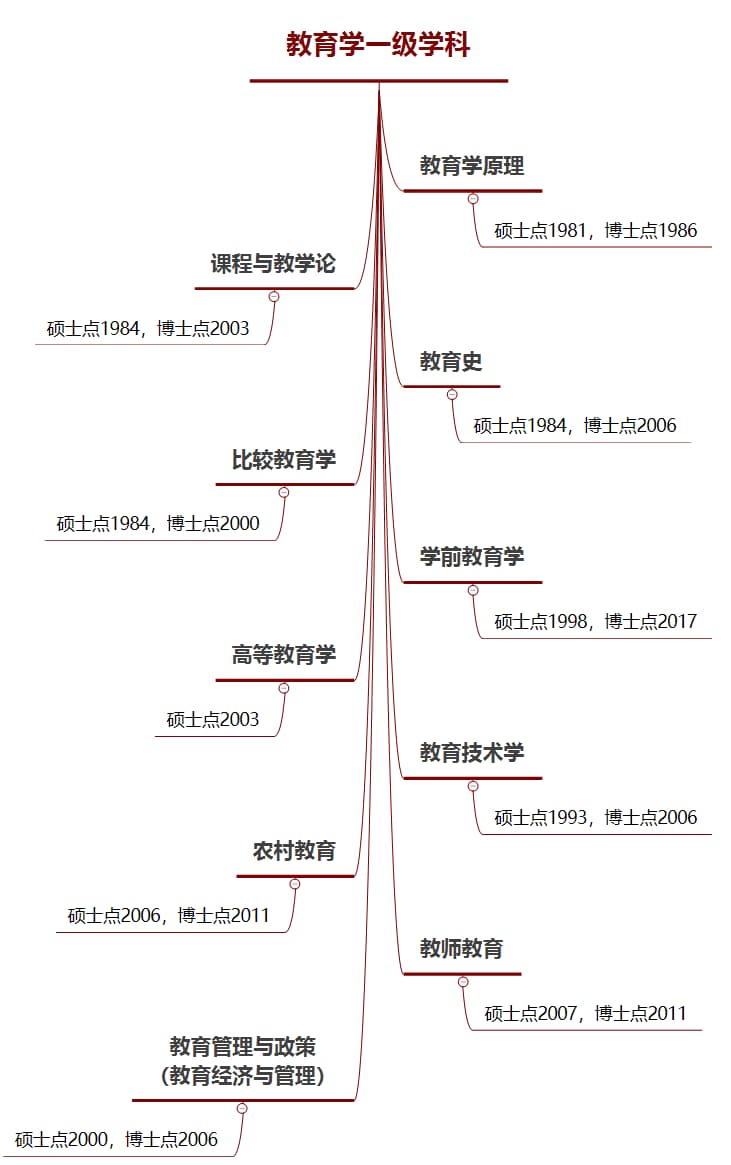 教育学一级学科
教育学原理
硕士点1981，博士点1986
课程与教学论
硕士点1984，博士点2003
教育史
硕士点1984，博士点2006
比较教育学
硕士点1984，博士点2000
学前教育学
硕士点1998，博士点2017
高等教育学
硕士点2003
教育技术学
硕士点1993，博士点2006
农村教育
硕士点2006，博士点2011
教师教育
硕士点2007，博士点2011
教育管理与政策
（教育经济与管理）
硕士点2000，博士点2006